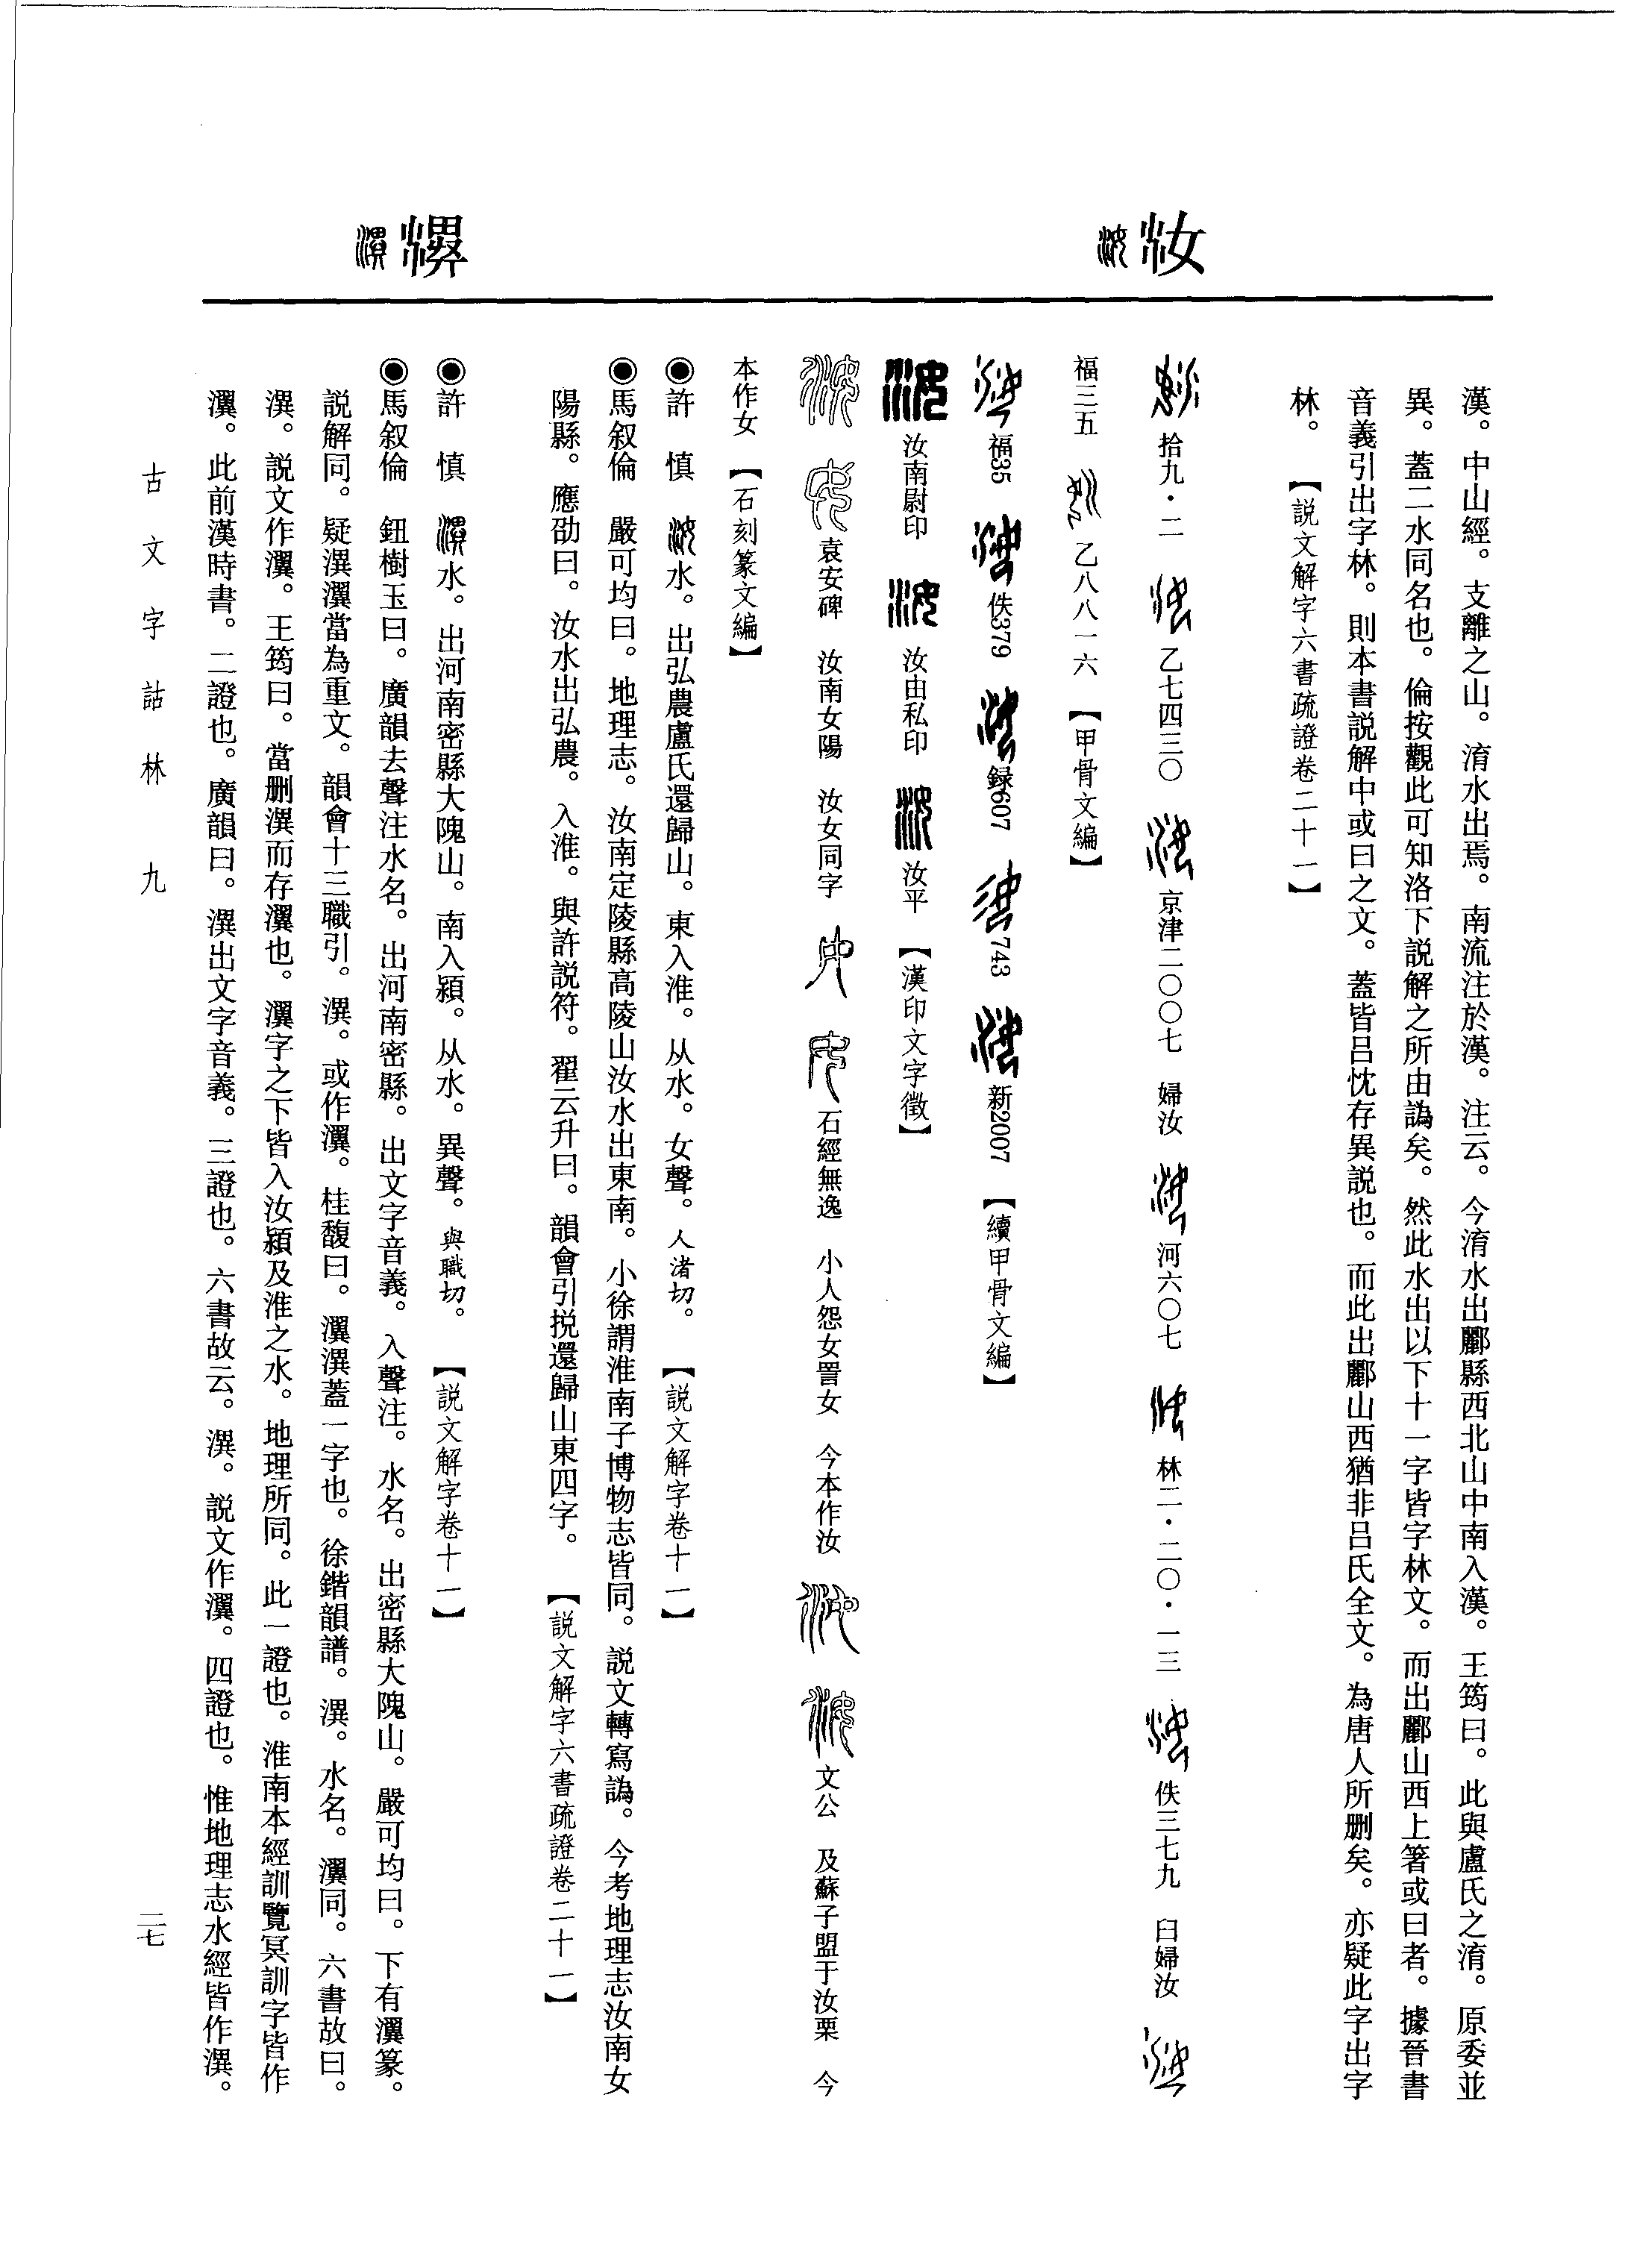 汝
漢。中山經。支離之山。淯水出焉。南流注於漢。注云。今淯水出酈縣西北山中南入漢。王筠曰。此與盧氏之淯。原委並
異。蓋二水同名也。倫按觀此可知洛下説解之所由譌矣。然此水出以下十一字皆字林文。而出酈山西上箸或曰者。據晉書
音義引出字林。則本書説解中或曰之文。蓋皆吕忱存異説也。而此出酈山西猶非吕氏全文。為唐人所刪矣。亦疑此字出字
林。【説文解字六書疏證卷二十一】
拾九・二 乙七四三〇 京津二〇〇七 婦汝 河六〇七 林二・二〇・一三 佚三七九 臼婦汝
福三五 乙八八一六【甲骨文編】
福35 佚379 録607 743 新2007【續甲骨文編】
汝南尉印 汝由私印 汝平【漢印文字徵】
袁安碑 汝南女陽 汝女同字 石經無逸 小人怨女詈女 今本作汝 文公 及蘇子盟于汝栗 今
本作女【石刻篆文編】
◉許 慎 水。出弘農盧氏還歸山。東入淮。从水。女聲。人渚切。【説文解字卷十一】
◉馬叙倫 嚴可均曰。地理志。汝南定陵縣高陵山汝水出東南。小徐謂淮南子博物志皆同。説文轉寫譌。今考地理志汝南女
陽縣。應劭曰。汝水出弘農。入淮。與許説符。翟云升曰。韻會引挩還歸山東四字。【説文解字六書疏證卷二十一】
潩
◉許 慎 水。出河南密縣大隗山。南入潁。从水。異聲。與職切。【説文解字卷十一】
◉馬叙倫 鈕樹玉曰。廣韻去聲注水名。出河南密縣。出文字音義。入聲注。水名。出密縣大隗山。嚴可均曰。下有瀷篆。
説解同。疑潩瀷當為重文。韻會十三職引。潩。或作瀷。桂馥曰。瀷潩蓋一字也。徐鍇韻譜。潩。水名。瀷同。六書故曰。
潩。説文作瀷。王筠曰。當刪潩而存瀷也。瀷字之下皆入汝潁及淮之水。地理所同。此一證也。淮南本經訓覽冥訓字皆作
瀷。此前漢時書。二證也。廣韻曰。潩出文字音義。三證也。六書故云。潩。説文作瀷。四證也。惟地理志水經皆作潩。
古文字詁林 九
二七